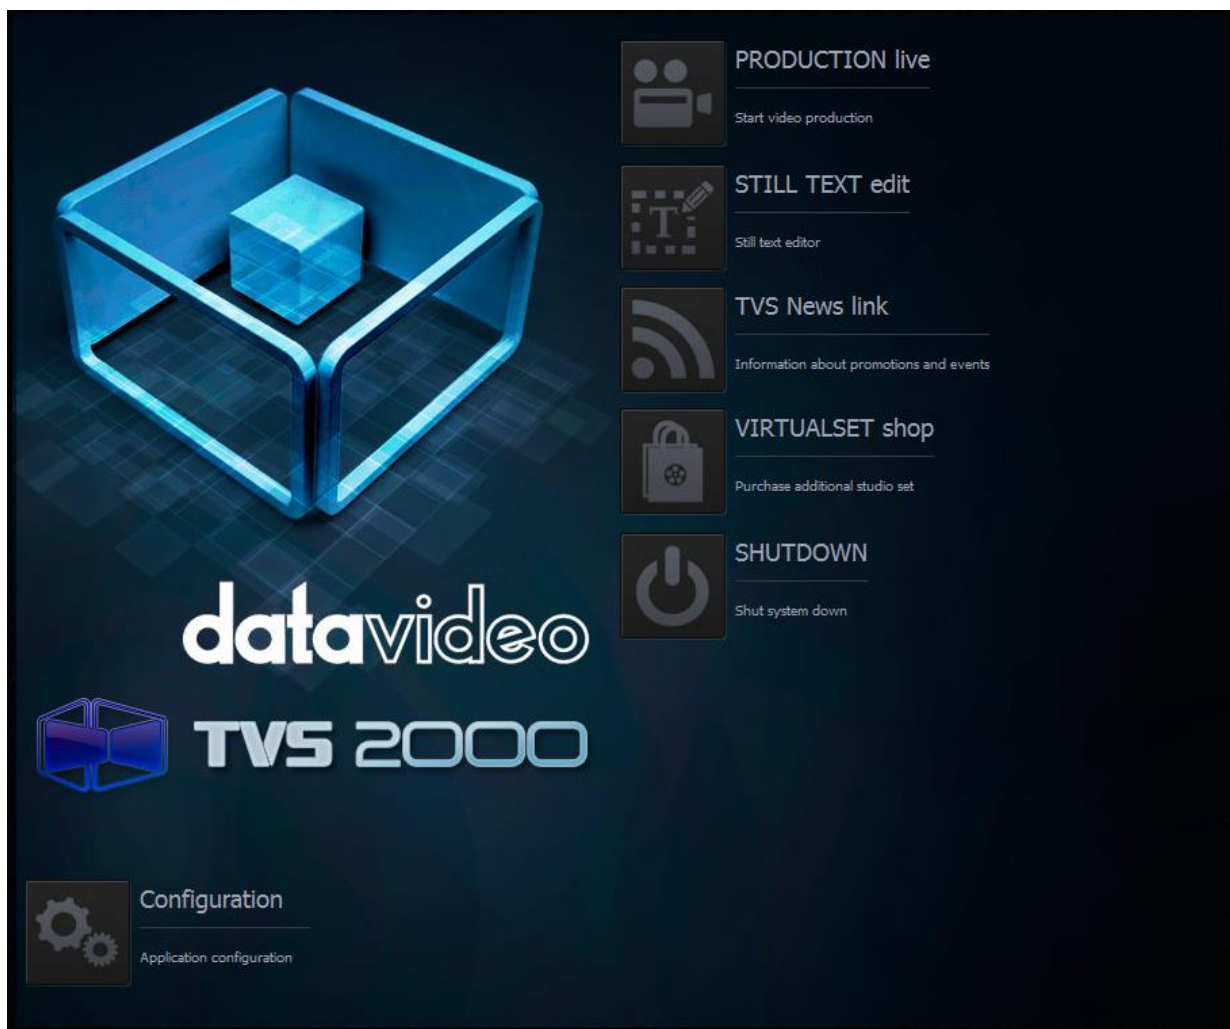 PRODUCTION live
Start video production
STILL TEXT edit
T
Still text editor
TVS News link
Information about promotions and events
VIRTUALSET shop
Purchase additional studio set
SHUTDOWN
Shut system down
datavideo
TVS 2000
Configuration
Application configuration